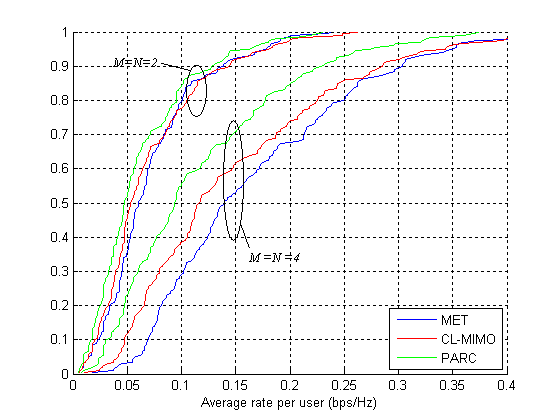 1
0.9
M=N=2
0.8
0.7
0.6
0.5
0.4
0.3
M=N=4
0.2
0.1
0
MET
CL-MIMO
PARC
0 0.05 0.1 0.15 0.2 0.25 0.3 0.35 0.4
Average rate per user (bps/Hz)